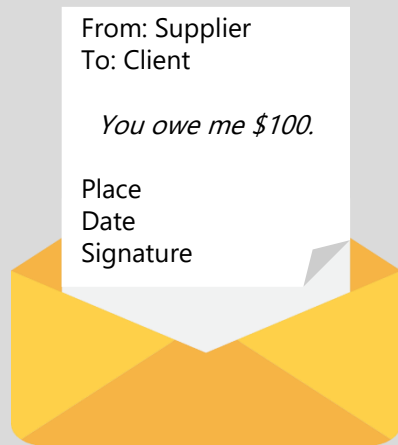 From: Supplier
To: Client
You owe me $100.
Place
Date
Signature